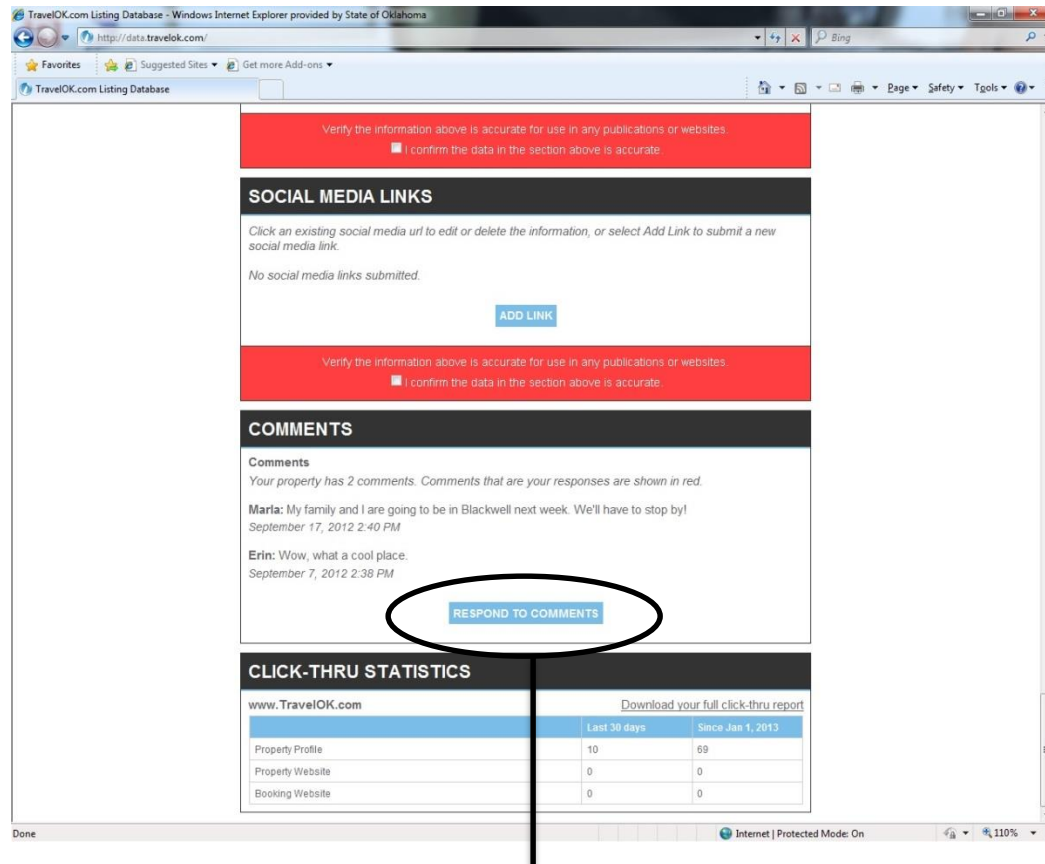 TravelOK.com Listing Database - Windows Internet Explorer provided by State of Oklahoma
http://data.travelok.com/
Bing
Favorites Suggested Sites Get more Add-ons
TravelOK.com Listing Database
Page Safety Tools
Verify the information above is accurate for use in any publications or websites.
I confirm the data in the section above is accurate.
SOCIAL MEDIA LINKS
Click an existing social media url to edit or delete the information, or select Add Link to submit a new
social media link.
No social media links submitted.
ADD LINK
Verify the information above is accurate for use in any publications or websites.
I confirm the data in the section above is accurate.
COMMENTS
Comments
Your property has 2 comments. Comments that are your responses are shown in red.
Marla: My family and I are going to be in Blackwell next week. We'll have to stop by!
September 17, 2012 2:40 PM
Erin: Wow, what a cool place.
September 7, 2012 2:38 PM
RESPOND TO COMMENTS
CLICK-THRU STATISTICS
www.TravelOK.com Download your full click-thru report
Last 30 days Since Jan 1, 2013
Property Profile 10 69
Property Website 0 0
Booking Website 0 0
Done Internet | Protected Mode: On 110%